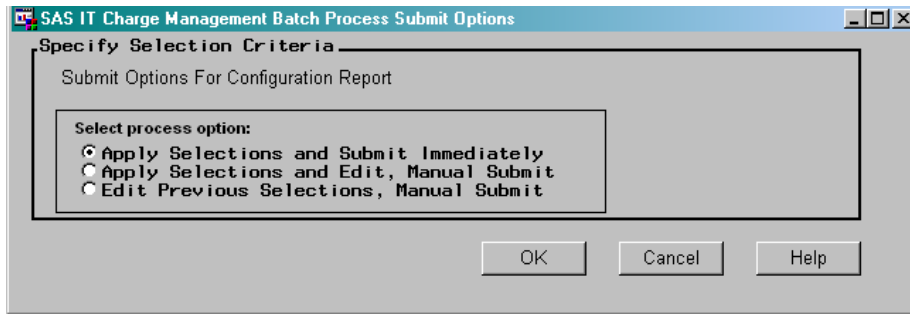 SAS IT Charge Management Batch Process Submit Options
Specify Selection Criteria
Submit Options For Configuration Report
Select process option:
Apply Selections and Submit Immediately
Apply Selections and Edit, Manual Submit
Edit Previous Selections, Manual Submit
OK Cancel Help